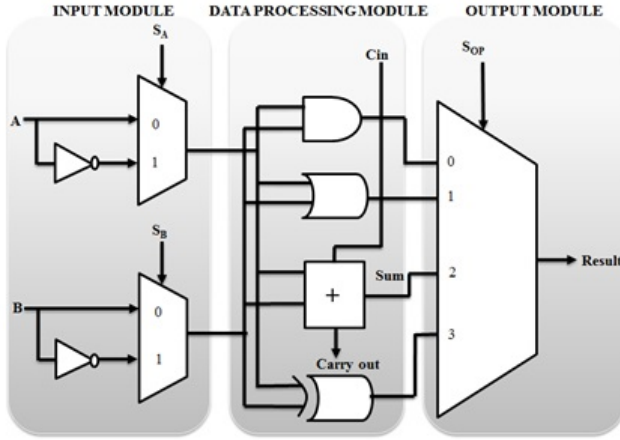 INPUT MODULE
DATA PROCESSING MODULE
OUTPUT MODULE
SA
Cin
SOP
A
0
1
0
1
SB
B
0
1
+
Sum
2
Result
3
Carry out